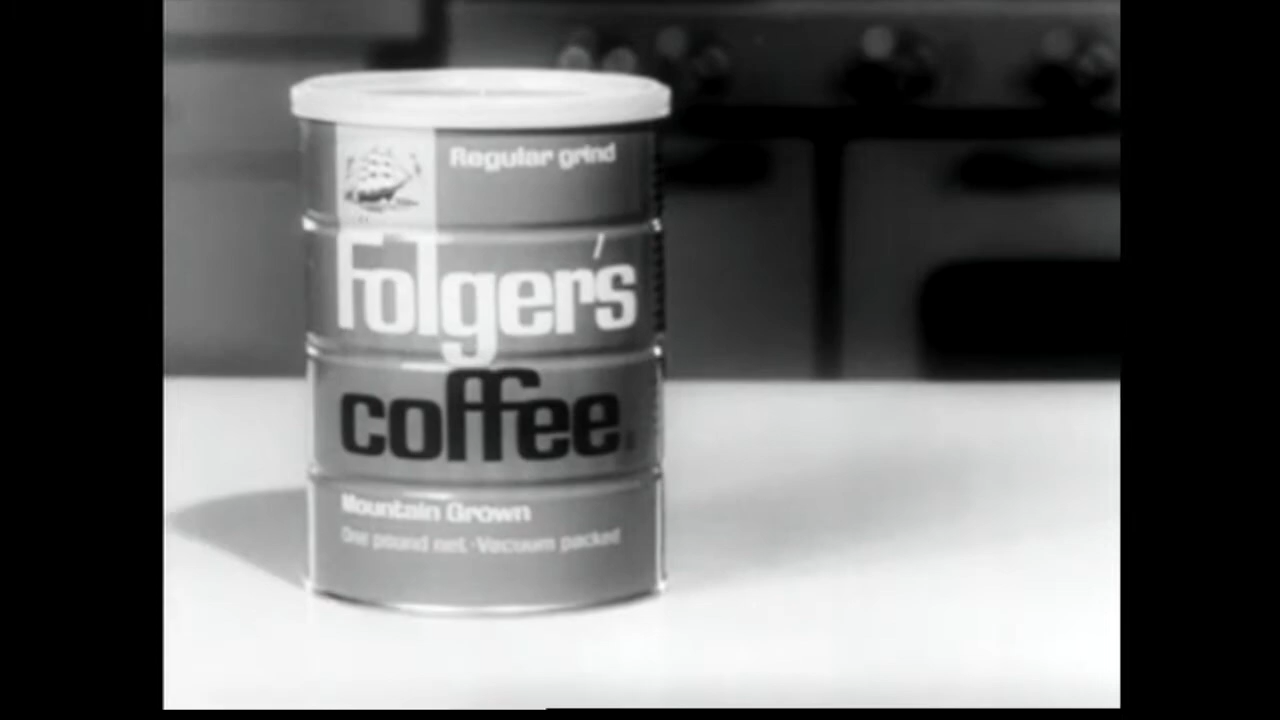 Regular grind
Folger's
coffee
Mountain Grown
One pound net · Vacuum packed